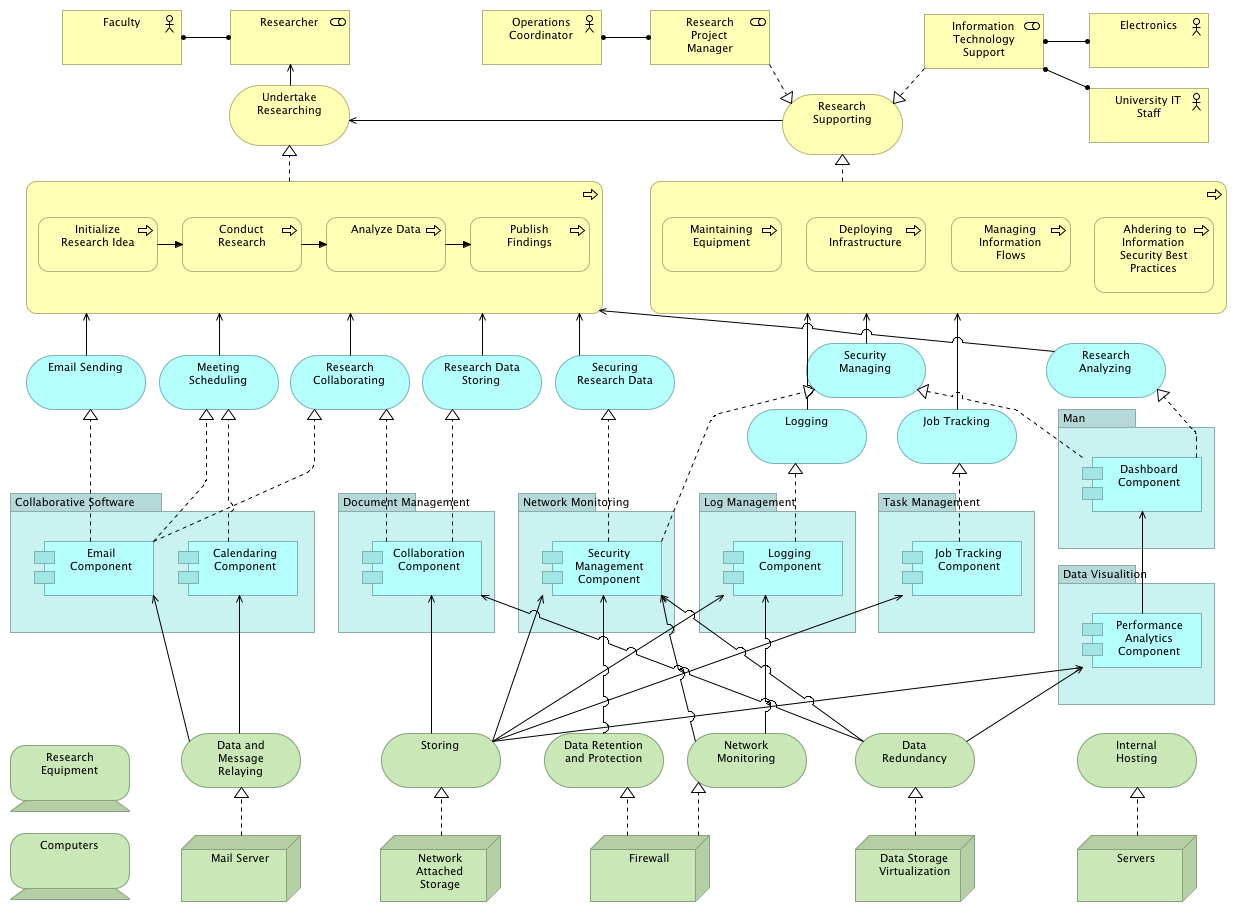 Faculty
Researcher
Operations
Coordinator
Research
Project
Manager
Information
Technology
Support
Electronics
University IT
Staff
Undertake
Researching
Research
Supporting
Initialize
Research Idea
Conduct
Research
Analyze Data
Publish
Findings
Maintaining
Equipment
Deploying
Infrastructure
Managing
Information
Flows
Ahdering to
Information
Security Best
Practices
Email Sending
Meeting
Scheduling
Research
Collaborating
Research Data
Storing
Securing
Research Data
Security
Managing
Research
Analyzing
Logging
Job Tracking
Man
Dashboard
Component
Collaborative Software
Email
Component
Calendaring
Component
Document Management
Collaboration
Component
Network Monitoring
Security
Management
Component
Log Management
Logging
Component
Task Management
Job Tracking
Component
Data Visualition
Performance
Analytics
Component
Research
Equipment
Data and
Message
Relaying
Storing
Data Retention
and Protection
Network
Monitoring
Data
Redundancy
Internal
Hosting
Computers
Mail Server
Network
Attached
Storage
Firewall
Data Storage
Virtualization
Servers